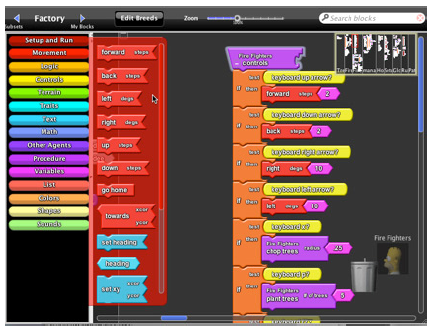 Factory
Edit Breeds
Zoom
Search blocks
Subsets
My Blocks
Setup and Run
Movement
Logic
Controls
Terrain
Traits
Text
Math
Other Agents
Procedure
Variables
List
Colors
Shapes
Sounds
forward steps
back steps
left degs
right degs
up steps
down steps
go home
towards xcor
ycor
set heading
heading
set xy xcor
ycor
Fire Fighters
controls
if
test keyboard up arrow?
then forward steps 2
if
test keyboard down arrow?
then back steps 2
if
test keyboard right arrow?
then right degs 10
if
test keyboard left arrow?
then left degs 10
if
test keyboard c?
then Fire Fighters
chop trees radius 25
if
test keyboard p?
then Fire Fighters
plant trees # of trees 5
test
Fire Fighters